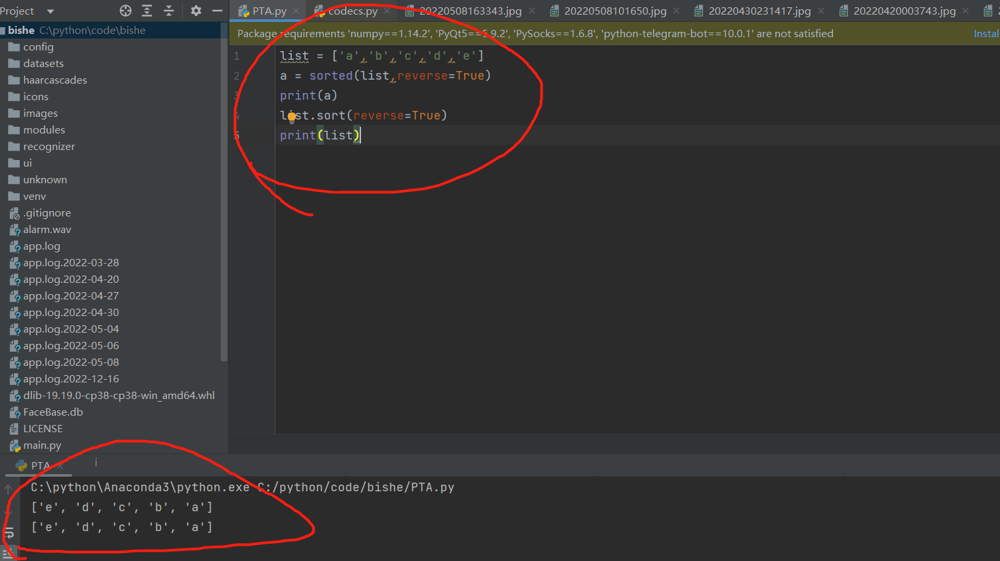 Project
PTA.py
codecs.py
20220508163343.jpg
20220508101650.jpg
20220430231417.jpg
20220420003743.jpg
bishe C:\python\code\bishe
Package requirements 'numpy==1.14.2', 'PyQt5==5.9.2', 'PySocks==1.6.8', 'python-telegram-bot==10.0.1' are not satisfied
Instal
config
datasets
haarcascades
icons
images
modules
recognizer
ui
unknown
venv
.gitignore
alarm.wav
app.log
app.log.2022-03-28
app.log.2022-04-20
app.log.2022-04-27
app.log.2022-04-30
app.log.2022-05-04
app.log.2022-05-06
app.log.2022-05-08
app.log.2022-12-16
dlib-19.19.0-cp38-cp38-win_amd64.whl
FaceBase.db
LICENSE
main.py
1 list = ['a','b','c','d','e']
2 a = sorted(list,reverse=True)
3 print(a)
4 list.sort(reverse=True)
5 print(list)
PTA
C:\python\Anaconda3\python.exe C:/python/code/bishe/PTA.py
['e', 'd', 'c', 'b', 'a']
['e', 'd', 'c', 'b', 'a']